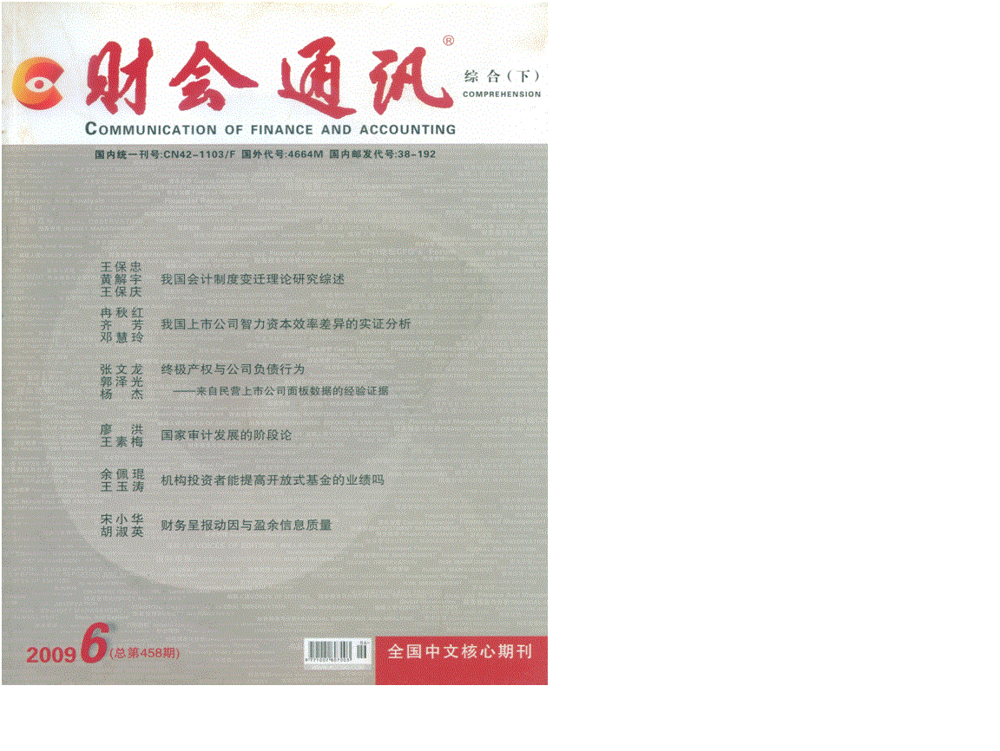 财会通讯®
综合（下）
COMPREHENSION
COMMUNICATION OF FINANCE AND ACCOUNTING
国内统一刊号:CN42-1103/F 国外代号:4664M 国内邮发代号:38-192
王保忠
黄解宇
王保庆
我国会计制度变迁理论研究综述
冉秋红
齐芳
邓慧玲
我国上市公司智力资本效率差异的实证分析
张文龙
郭泽光
杨杰
终极产权与公司负债行为
——来自民营上市公司面板数据的经验证据
廖洪
王素梅
国家审计发展的阶段论
余佩琨
王玉涛
机构投资者能提高开放式基金的业绩吗
宋小华
胡淑英
财务呈报动因与盈余信息质量
2009 6 (总第458期)
全国中文核心期刊